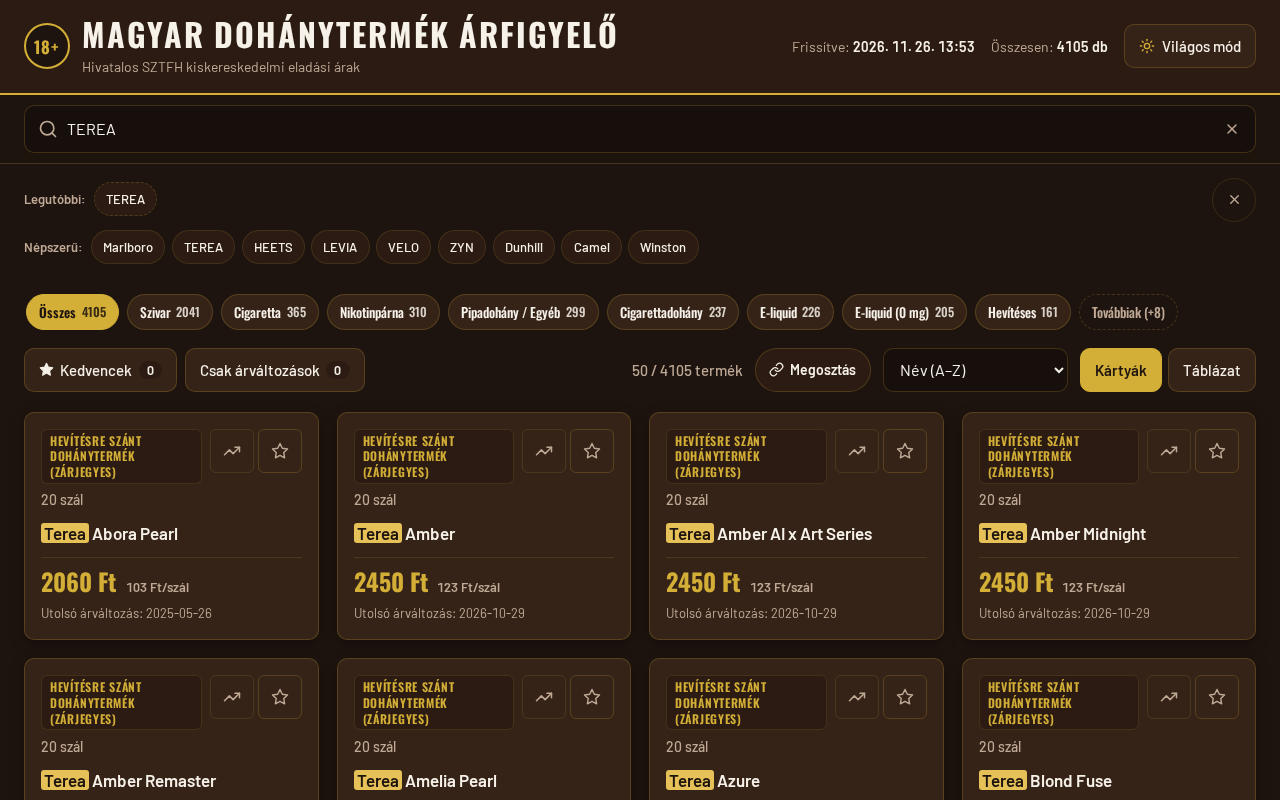 18+
MAGYAR DOHÁNYTERMÉK ÁRFIGYELŐ
Hivatalos SZTFH kiskereskedelmi eladási árak
Frissítve: 2026. 11. 26. 13:53 Összesen: 4105 db Világos mód
TEREA
Legutóbbi: TEREA
Népszerű: Marlboro TEREA HEETS LEVIA VELO ZYN Dunhill Camel Winston
Összes 4105 Szivar 2041 Cigaretta 365 Nikotinpárna 310 Pipadohány / Egyéb 299 Cigarettadohány 237 E-liquid 226 E-liquid (0 mg) 205 Hevítéses 161 Továbbiak (+8)
Kedvencek 0 Csak árváltozások 0 50 / 4105 termék Megosztás Név (A–Z) Kártyák Táblázat
HEVÍTÉSRE SZÁNT
DOHÁNYTERMÉK
(ZÁRJEGYES)
20 szál
Terea Abora Pearl
2060 Ft 103 Ft/szál
Utolsó árváltozás: 2025-05-26
HEVÍTÉSRE SZÁNT
DOHÁNYTERMÉK
(ZÁRJEGYES)
20 szál
Terea Amber
2450 Ft 123 Ft/szál
Utolsó árváltozás: 2026-10-29
HEVÍTÉSRE SZÁNT
DOHÁNYTERMÉK
(ZÁRJEGYES)
20 szál
Terea Amber AI x Art Series
2450 Ft 123 Ft/szál
Utolsó árváltozás: 2026-10-29
HEVÍTÉSRE SZÁNT
DOHÁNYTERMÉK
(ZÁRJEGYES)
20 szál
Terea Amber Midnight
2450 Ft 123 Ft/szál
Utolsó árváltozás: 2026-10-29
HEVÍTÉSRE SZÁNT
DOHÁNYTERMÉK
(ZÁRJEGYES)
20 szál
Terea Amber Remaster
HEVÍTÉSRE SZÁNT
DOHÁNYTERMÉK
(ZÁRJEGYES)
20 szál
Terea Amelia Pearl
HEVÍTÉSRE SZÁNT
DOHÁNYTERMÉK
(ZÁRJEGYES)
20 szál
Terea Azure
HEVÍTÉSRE SZÁNT
DOHÁNYTERMÉK
(ZÁRJEGYES)
20 szál
Terea Blond Fuse